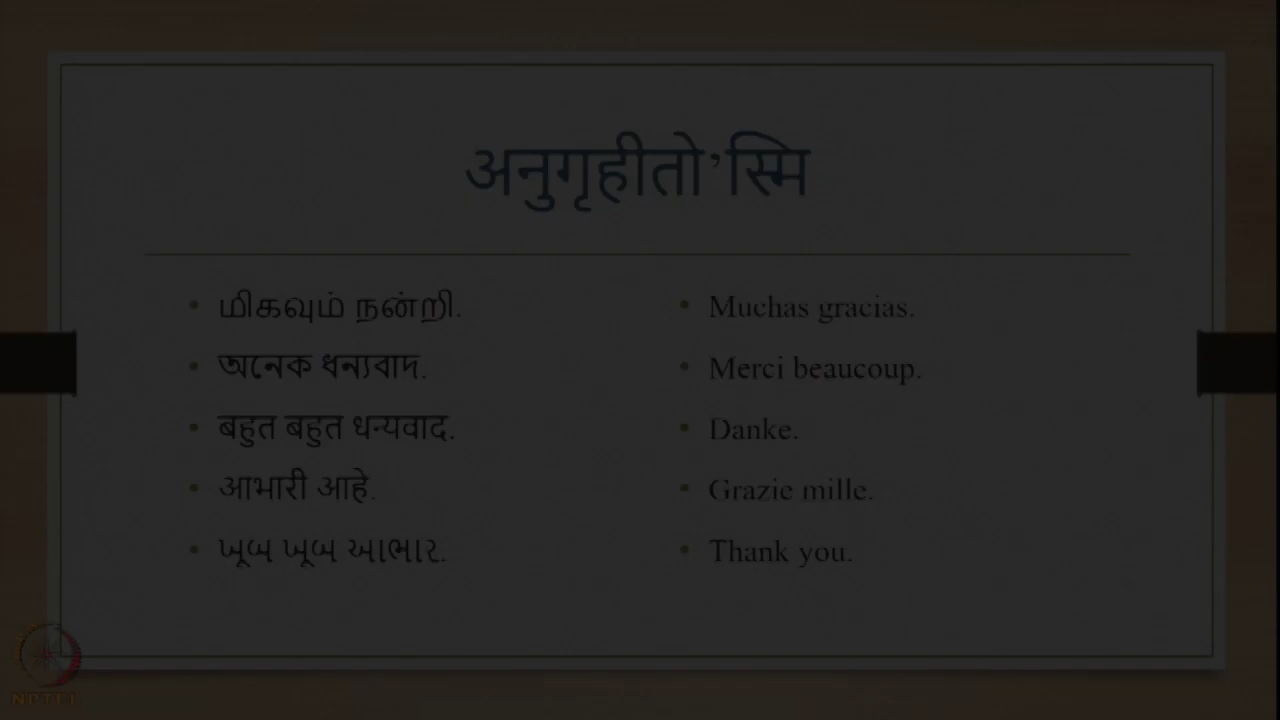 अनुगृहीतो’स्मि
மிகவும் நன்றி.
অনেক ধন্যবাদ.
बहुत बहुत धन्यवाद.
आभारी आहे.
ખૂબ ખૂબ આભાર.
Muchas gracias.
Merci beaucoup.
Danke.
Grazie mille.
Thank you.
NPTEL